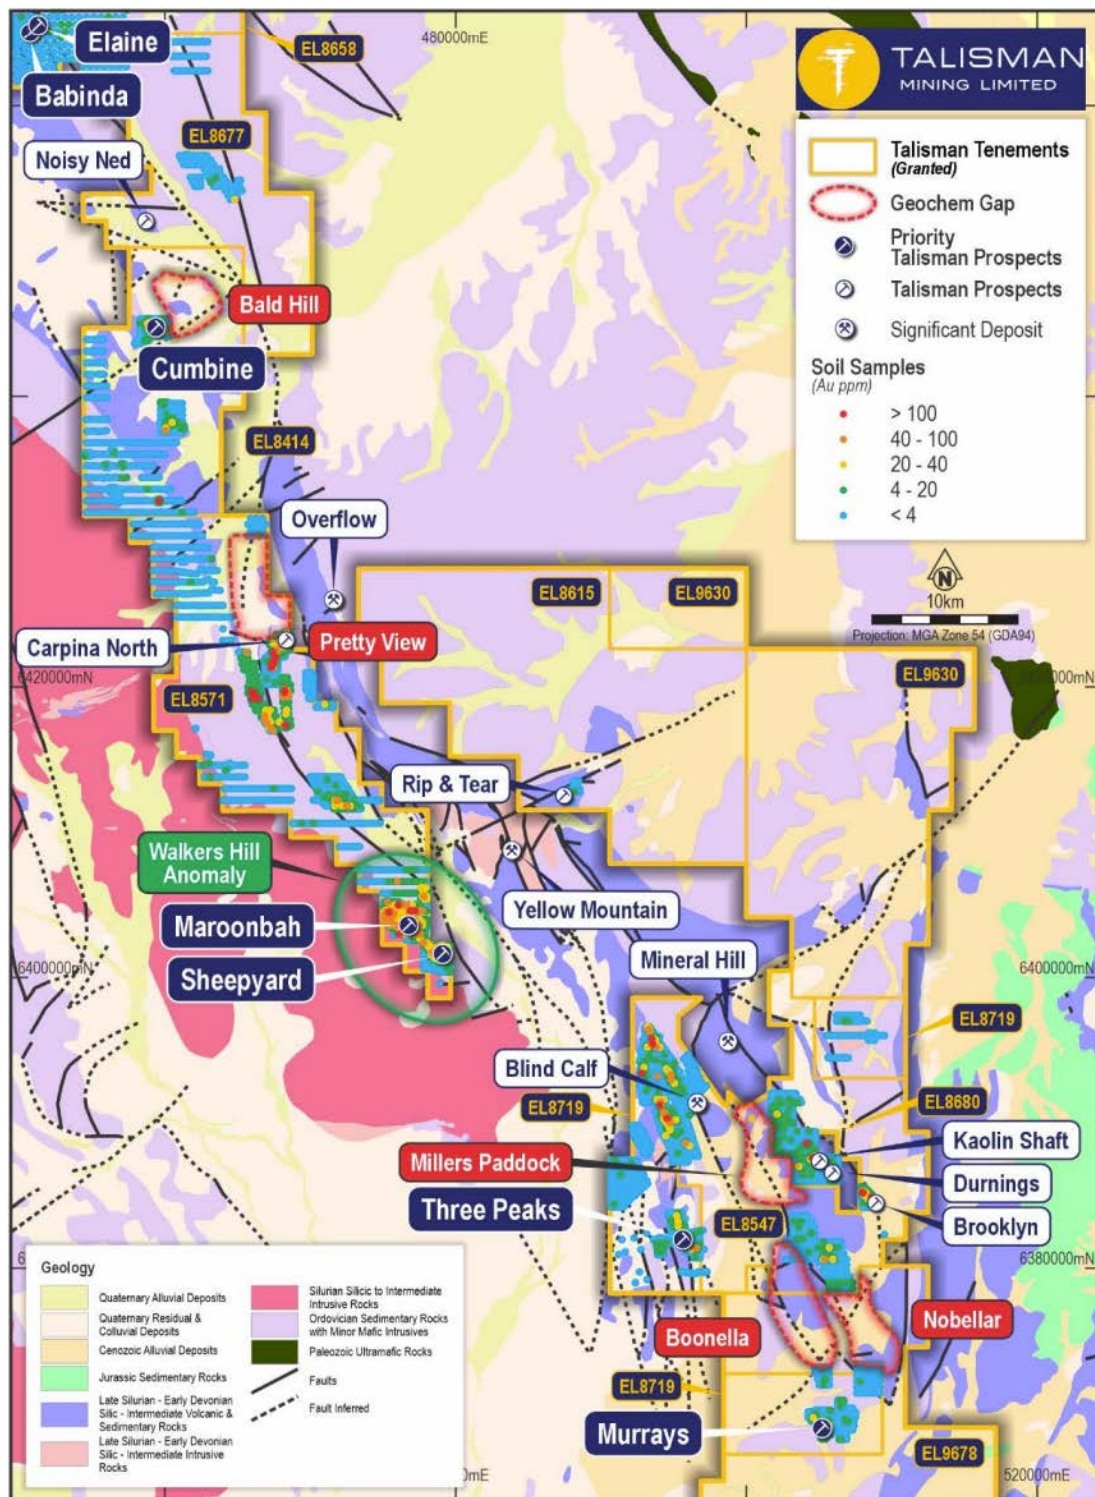 Elaine
Babinda
EL8658
480000mE
TALISMAN
MINING LIMITED
EL8677
Noisy Ned
Talisman Tenements
(Granted)
Geochem Gap
Priority
Talisman Prospects
Talisman Prospects
Significant Deposit
Soil Samples
(Au ppm)
> 100
40 - 100
20 - 40
4 - 20
< 4
Bald Hill
Cumbine
EL8414
Overflow
N
10km
Projection: MGA Zone 54 (GDA94)
EL8615
EL9630
Carpina North
Pretty View
6420000mN
EL8571
EL9630
Rip & Tear
Walkers Hill
Anomaly
Maroonbah
Sheepyard
Yellow Mountain
6400000mN
Mineral Hill
6400000mN
EL8719
Blind Calf
EL8719
EL8680
Kaolin Shaft
Millers Paddock
Durnings
Three Peaks
EL8547
Brooklyn
6380000mN
Nobellar
Boonella
EL8719
Murrays
EL9678
520000mE
Geology
Quaternary Alluvial Deposits
Quaternary Residual &
Colluvial Deposits
Cenozoic Alluvial Deposits
Jurassic Sedimentary Rocks
Late Silurian - Early Devonian
Silic - Intermediate Volcanic &
Sedimentary Rocks
Late Silurian - Early Devonian
Silic - Intermediate Intrusive
Rocks
Silurian Silicic to Intermediate
Intrusive Rocks
Ordovician Sedimentary Rocks
with Minor Mafic Intrusives
Paleozoic Ultramafic Rocks
Faults
Fault Inferred